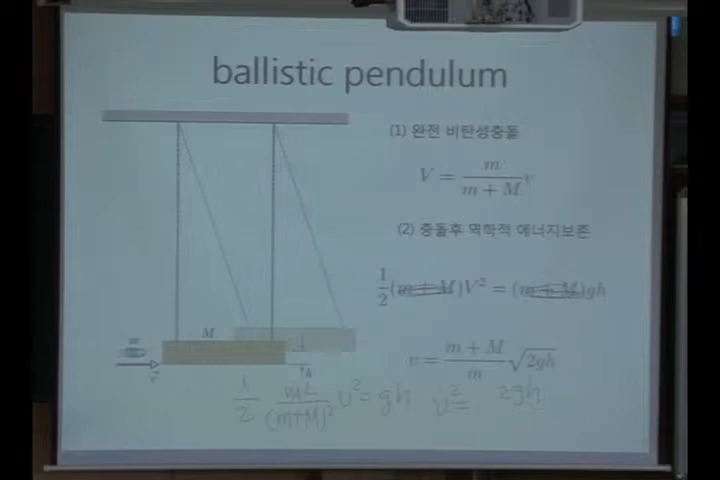 ballistic pendulum
(1) 완전 비탄성충돌
V = m/(m + M) v
(2) 충돌후 역학적 에너지보존
1/2 (m + M)V² = (m + M)gh
M
m
v = (m + M)/m √2gh
v
h
1/2 m²/(m+M)² v² = gh v² = 2gh